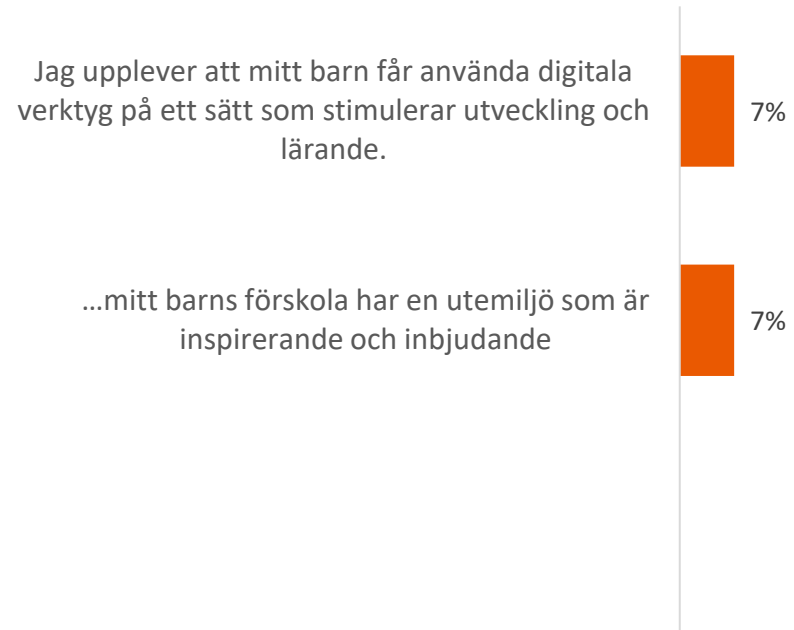 Jag upplever att mitt barn får använda digitala
verktyg på ett sätt som stimulerar utveckling och
lärande.
7%
...mitt barns förskola har en utemiljö som är
inspirerande och inbjudande
7%